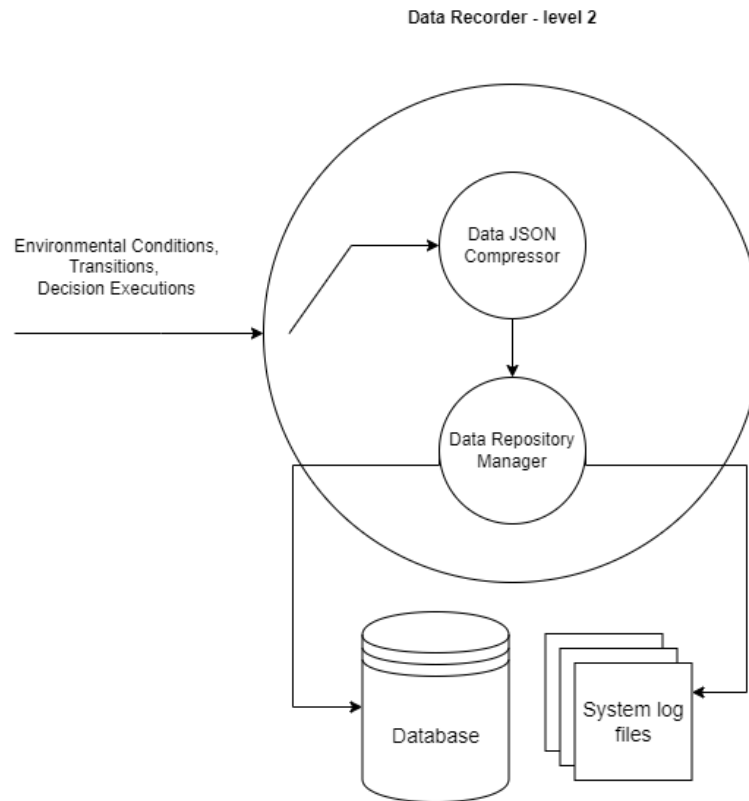 Data Recorder - level 2
Environmental Conditions,
Transitions,
Decision Executions
Data JSON
Compressor
Data Repository
Manager
Database
System log
files